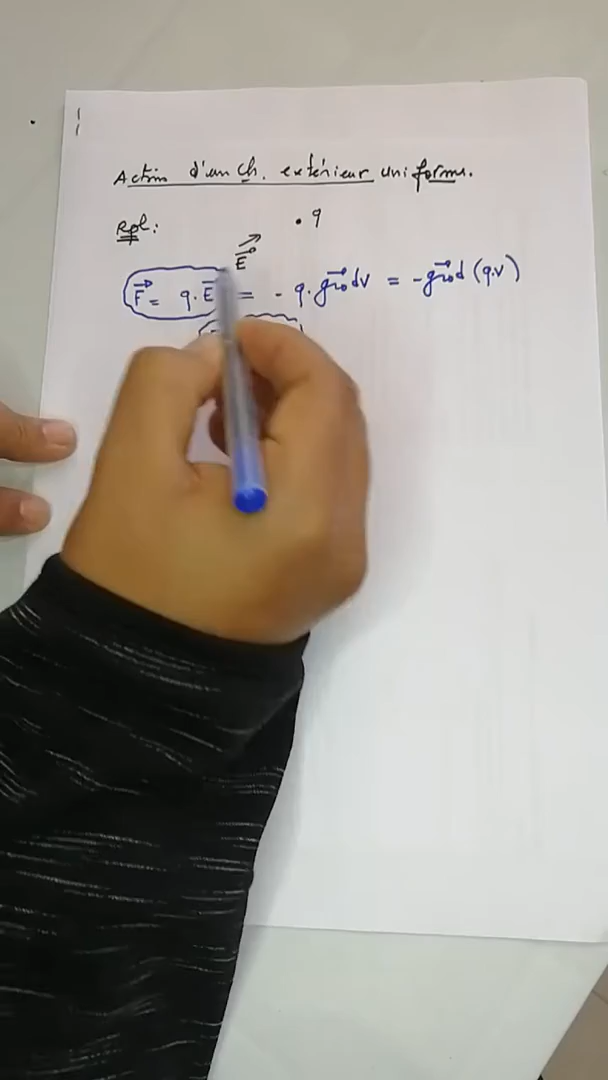 Action d'un ch. extérieur uniforme.
Rpl:
• q
E⃗
F⃗ = q.E⃗ = - q. grad⃗ V = - grad⃗ (q.V)